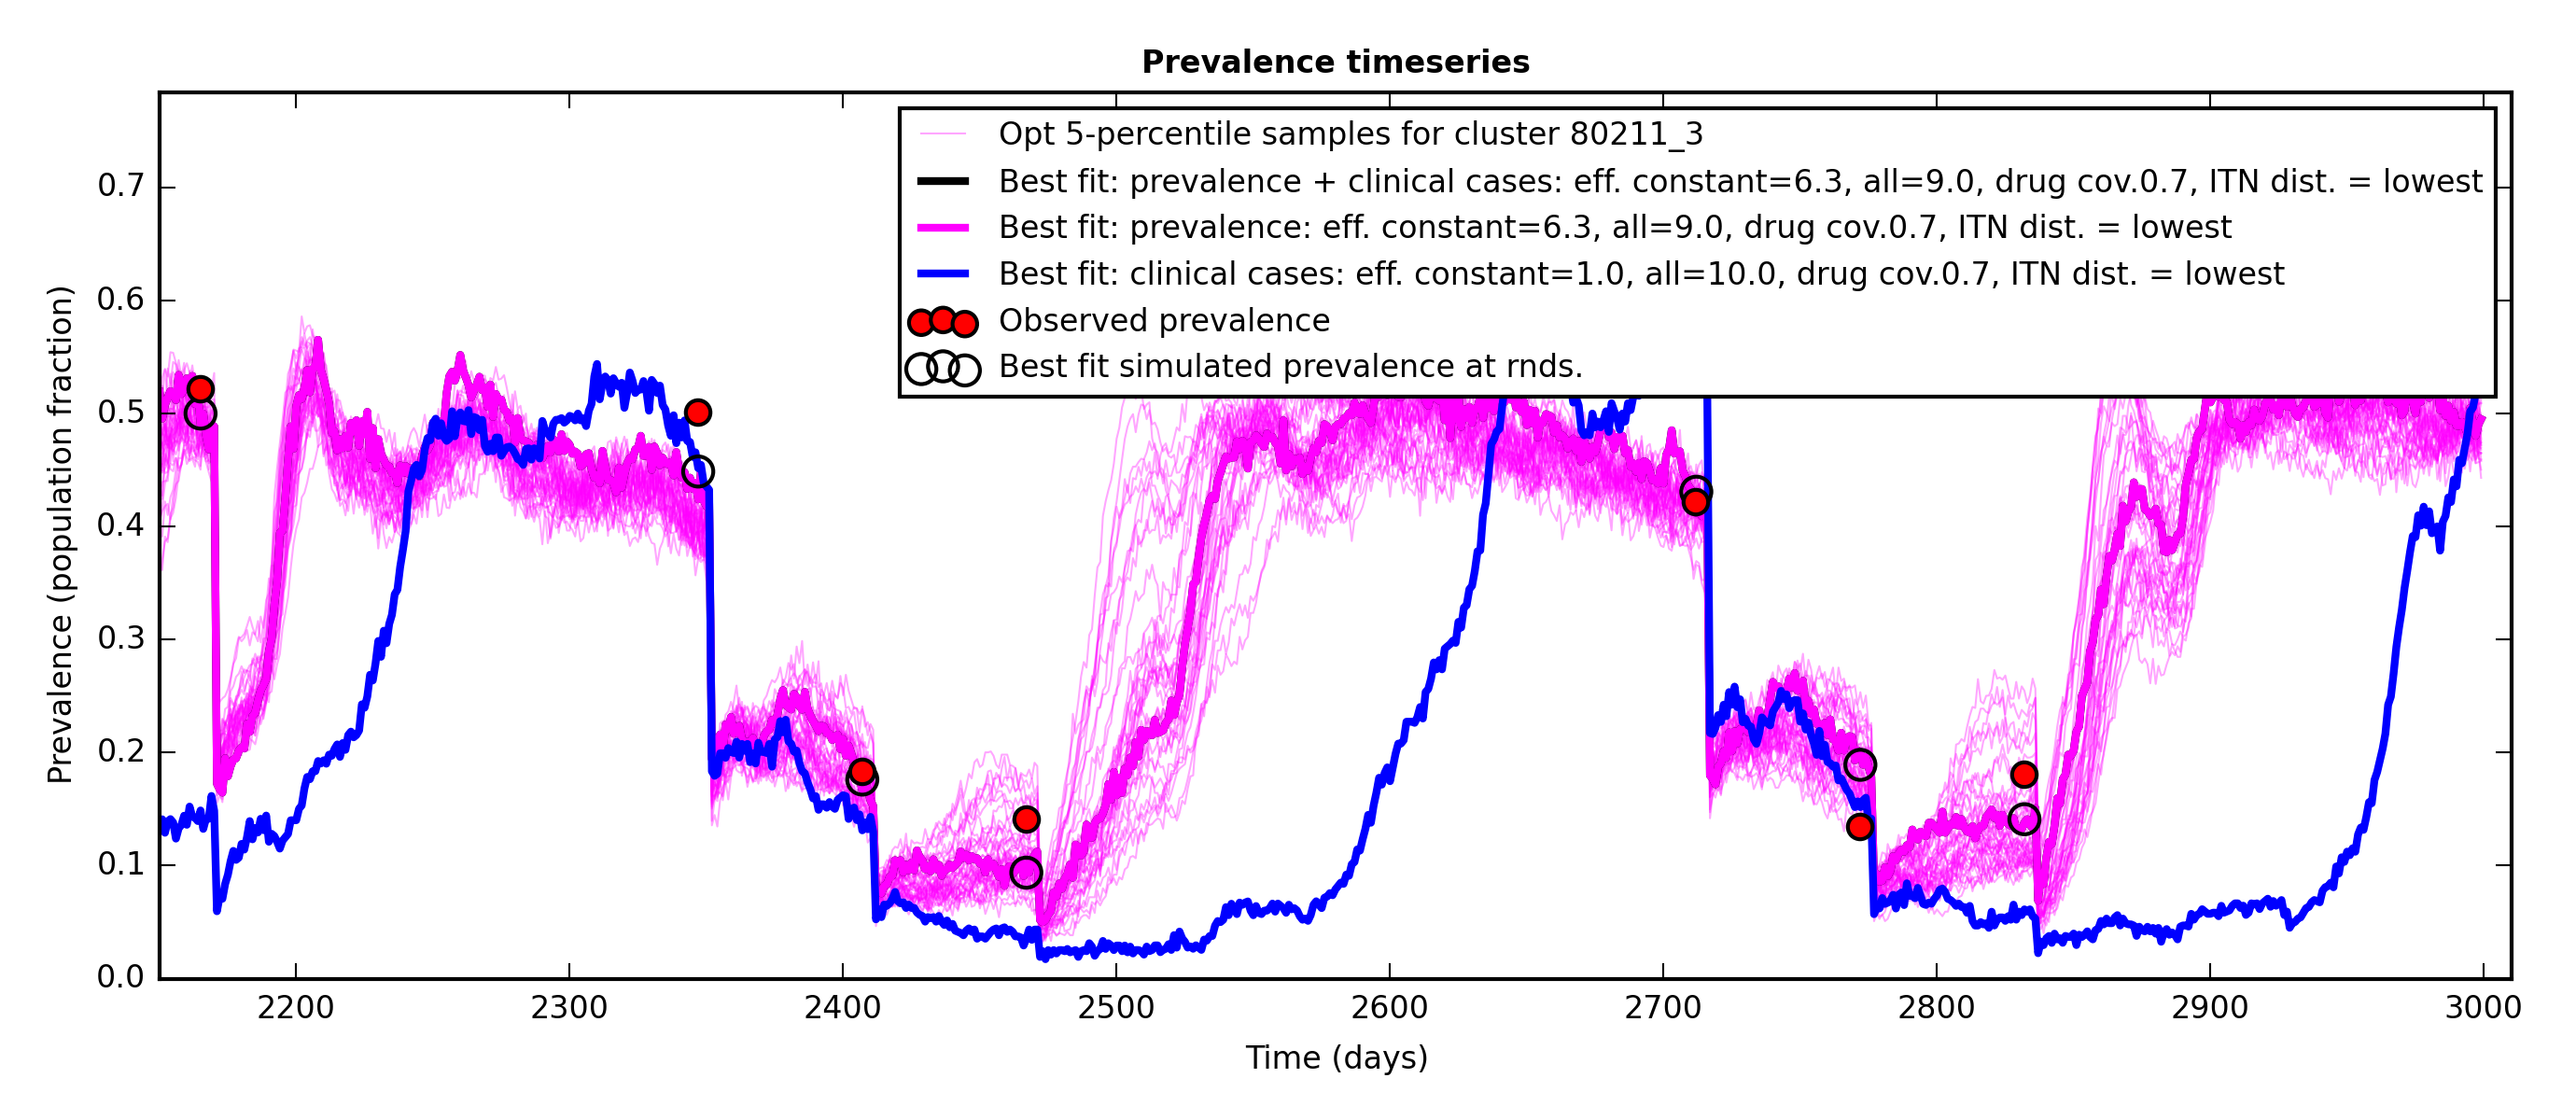 Prevalence timeseries
Opt 5-percentile samples for cluster 80211_3
Best fit: prevalence + clinical cases: eff. constant=6.3, all=9.0, drug cov.0.7, ITN dist. = lowest
Best fit: prevalence: eff. constant=6.3, all=9.0, drug cov.0.7, ITN dist. = lowest
Best fit: clinical cases: eff. constant=1.0, all=10.0, drug cov.0.7, ITN dist. = lowest
Observed prevalence
Best fit simulated prevalence at rnds.
Prevalence (population fraction)
0.7
0.6
0.5
0.4
0.3
0.2
0.1
0.0
2200 2300 2400 2500 2600 2700 2800 2900 3000
Time (days)